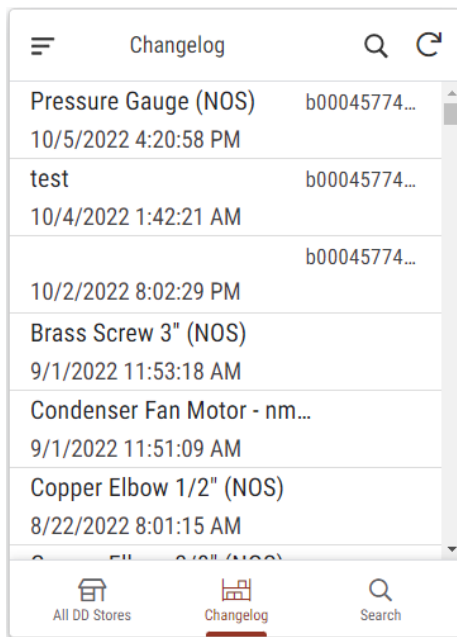 Changelog
Pressure Gauge (NOS) b00045774...
10/5/2022 4:20:58 PM
test b00045774...
10/4/2022 1:42:21 AM
b00045774...
10/2/2022 8:02:29 PM
Brass Screw 3" (NOS)
9/1/2022 11:53:18 AM
Condenser Fan Motor - nm...
9/1/2022 11:51:09 AM
Copper Elbow 1/2" (NOS)
8/22/2022 8:01:15 AM
All DD Stores Changelog Search